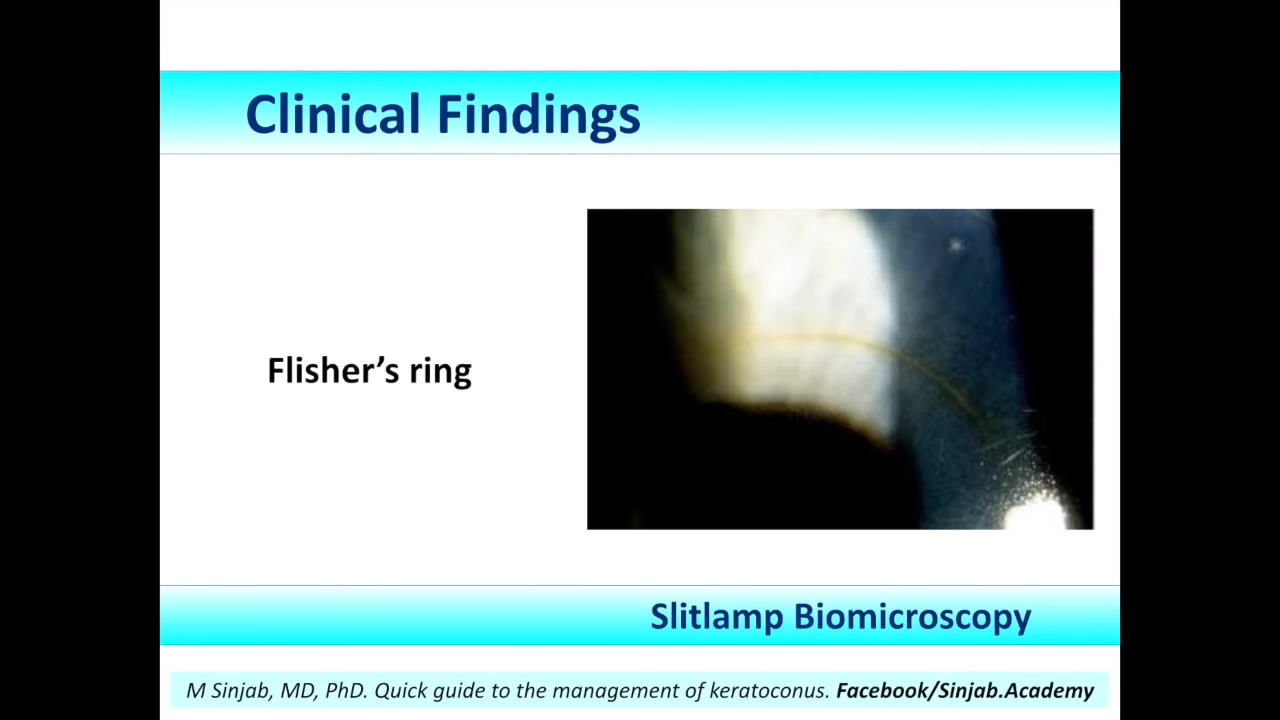 Clinical Findings
Flisher's ring
Slitlamp Biomicroscopy
M Sinjab, MD, PhD. Quick guide to the management of keratoconus. Facebook/Sinjab.Academy